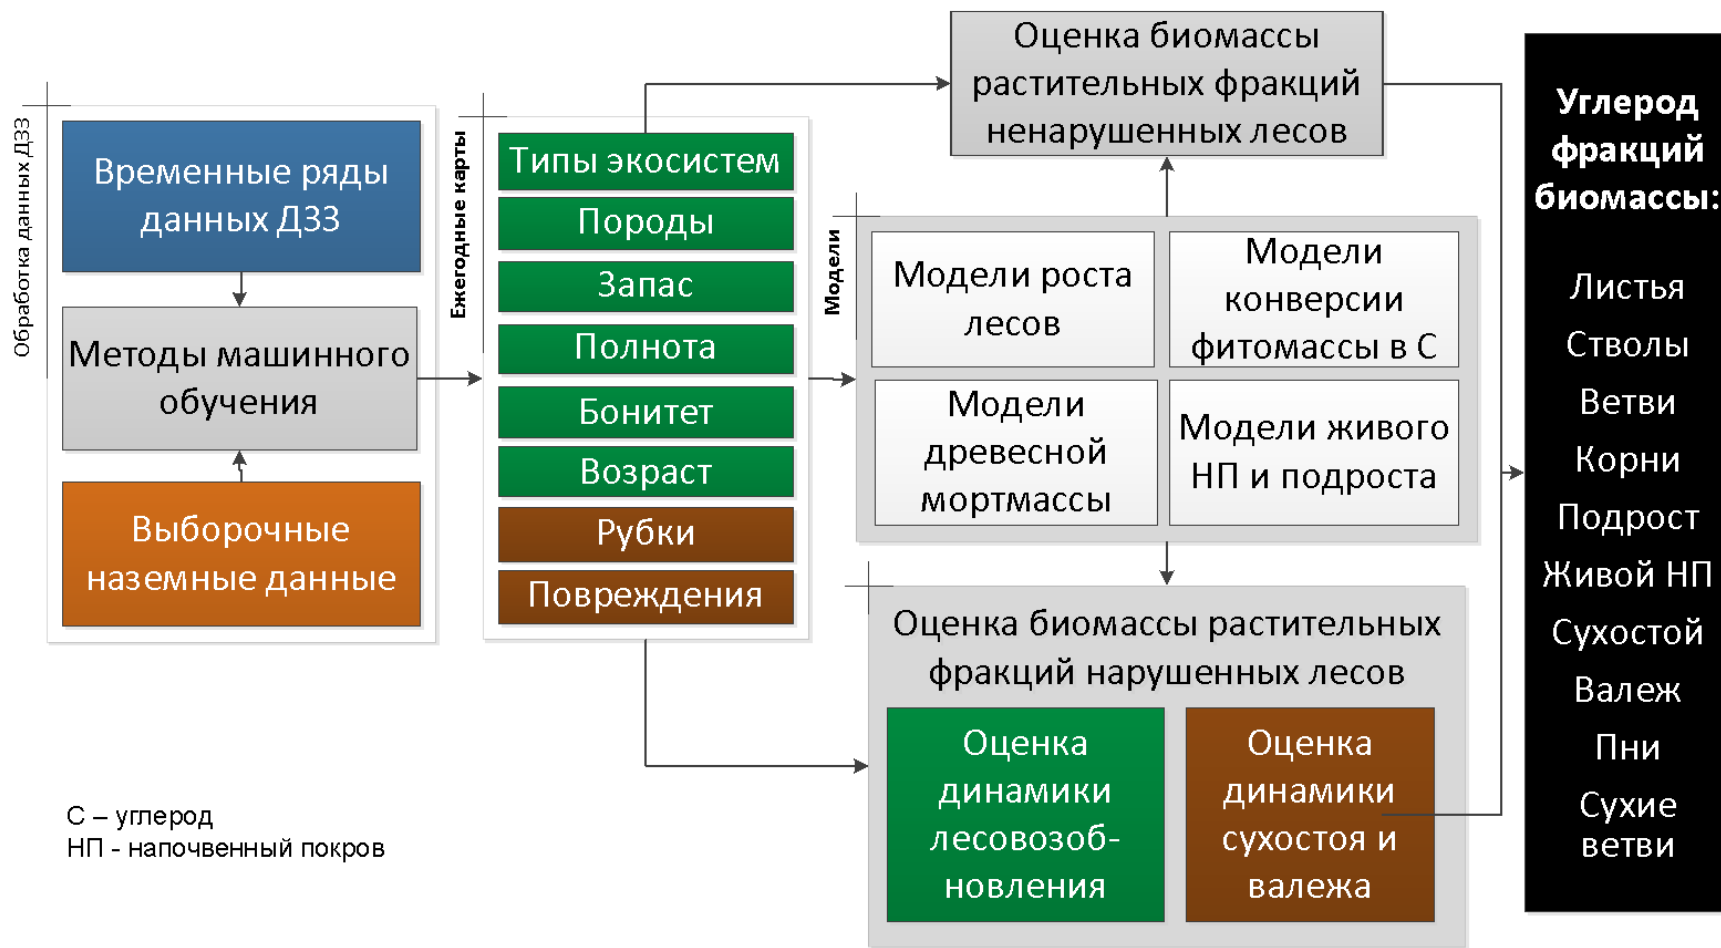 Обработка данных ДЗЗ
Временные ряды
данных ДЗЗ
Методы машинного
обучения
Выборочные
наземные данные
Ежегодные карты
Типы экосистем
Породы
Запас
Полнота
Бонитет
Возраст
Рубки
Повреждения
Оценка биомассы
растительных фракций
ненарушенных лесов
Модели
Модели роста
лесов
Модели
конверсии
фитомассы в С
Модели
древесной
мортмассы
Модели живого
НП и подроста
Оценка биомассы растительных
фракций нарушенных лесов
Оценка
динамики
лесовозоб-
новления
Оценка
динамики
сухостоя и
валежа
Углерод
фракций
биомассы:
Листья
Стволы
Ветви
Корни
Подрост
Живой НП
Сухостой
Валеж
Пни
Сухие
ветви
С – углерод
НП - напочвенный покров